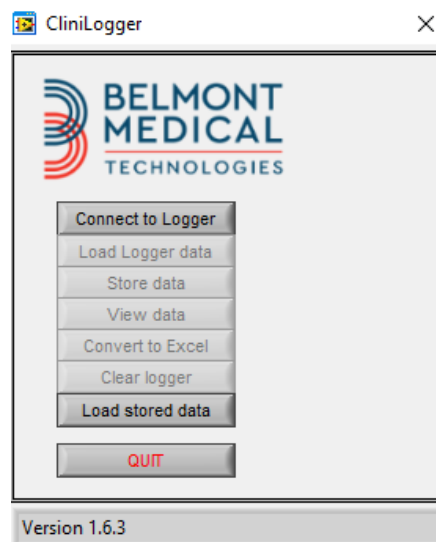 CliniLogger
BELMONT
MEDICAL
TECHNOLOGIES
Connect to Logger
Load Logger data
Store data
View data
Convert to Excel
Clear logger
Load stored data
QUIT
Version 1.6.3